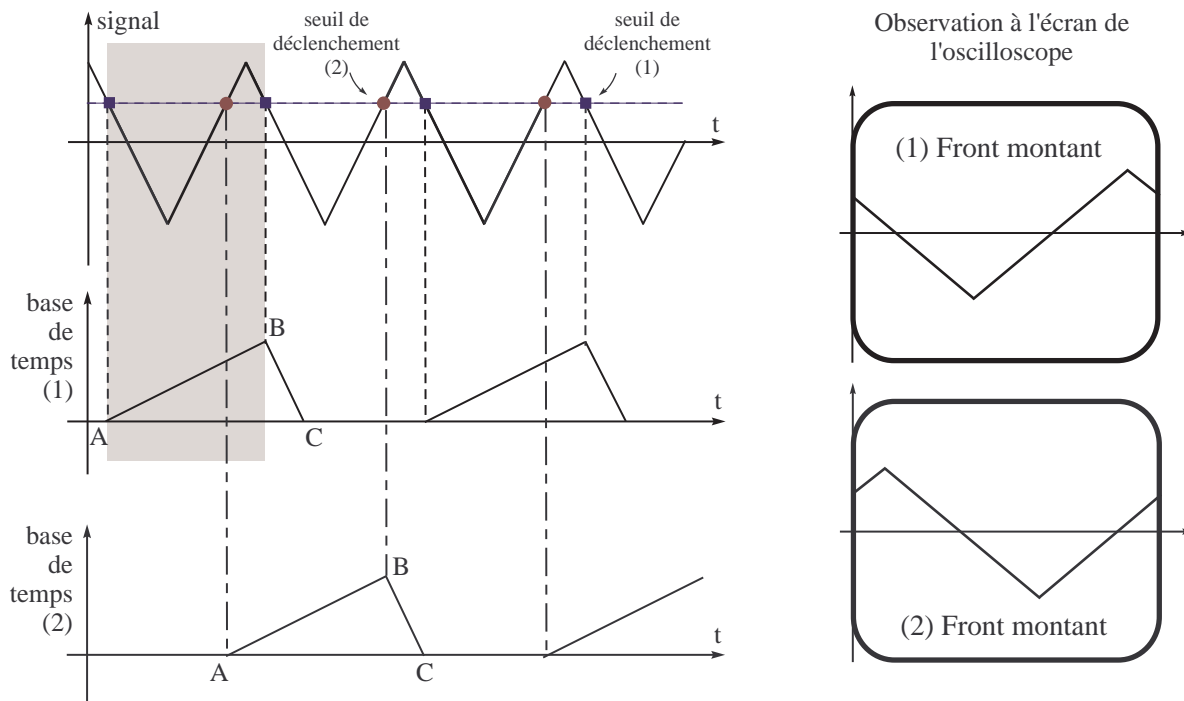 signal
seuil de
déclenchement
(2)
seuil de
déclenchement
(1)
t
base
de
temps
(1)
A
B
C
t
base
de
temps
(2)
A
B
C
t
Observation à l'écran de
l'oscilloscope
(1) Front montant
(2) Front montant